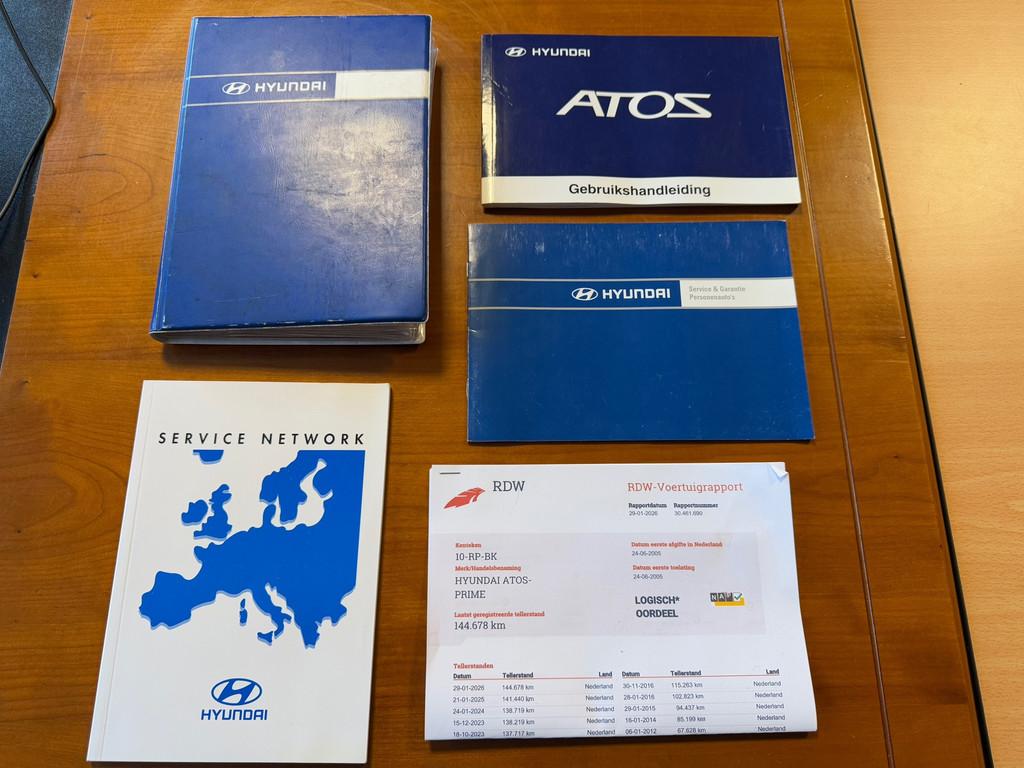 HYUNDAI
HYUNDAI
ATOS
Gebruikshandleiding
HYUNDAI
Service & Garantie
Personenauto's
SERVICE NETWORK
HYUNDAI
RDW
RDW-Voertuigrapport
Rapportdatum Rapportnummer
29-01-2026 30.461.690
Kenteken
10-RP-BK
Merk/Handelsbenaming
HYUNDAI ATOS-
PRIME
Laatst geregistreerde tellerstand
144.678 km
Datum eerste afgifte in Nederland
24-06-2005
Datum eerste toelating
24-06-2005
LOGISCH*
OORDEEL
NAP
Tellerstanden
Datum Tellerstand Land Datum Tellerstand Land
29-01-2026 144.678 km Nederland 30-11-2016 115.263 km Nederland
21-01-2025 141.440 km Nederland 28-01-2016 102.823 km Nederland
24-01-2024 138.719 km Nederland 29-01-2015 94.437 km Nederland
15-12-2023 138.219 km Nederland 16-01-2014 85.199 km Nederland
18-10-2023 137.717 km Nederland 06-01-2012 67.628 km Nederland